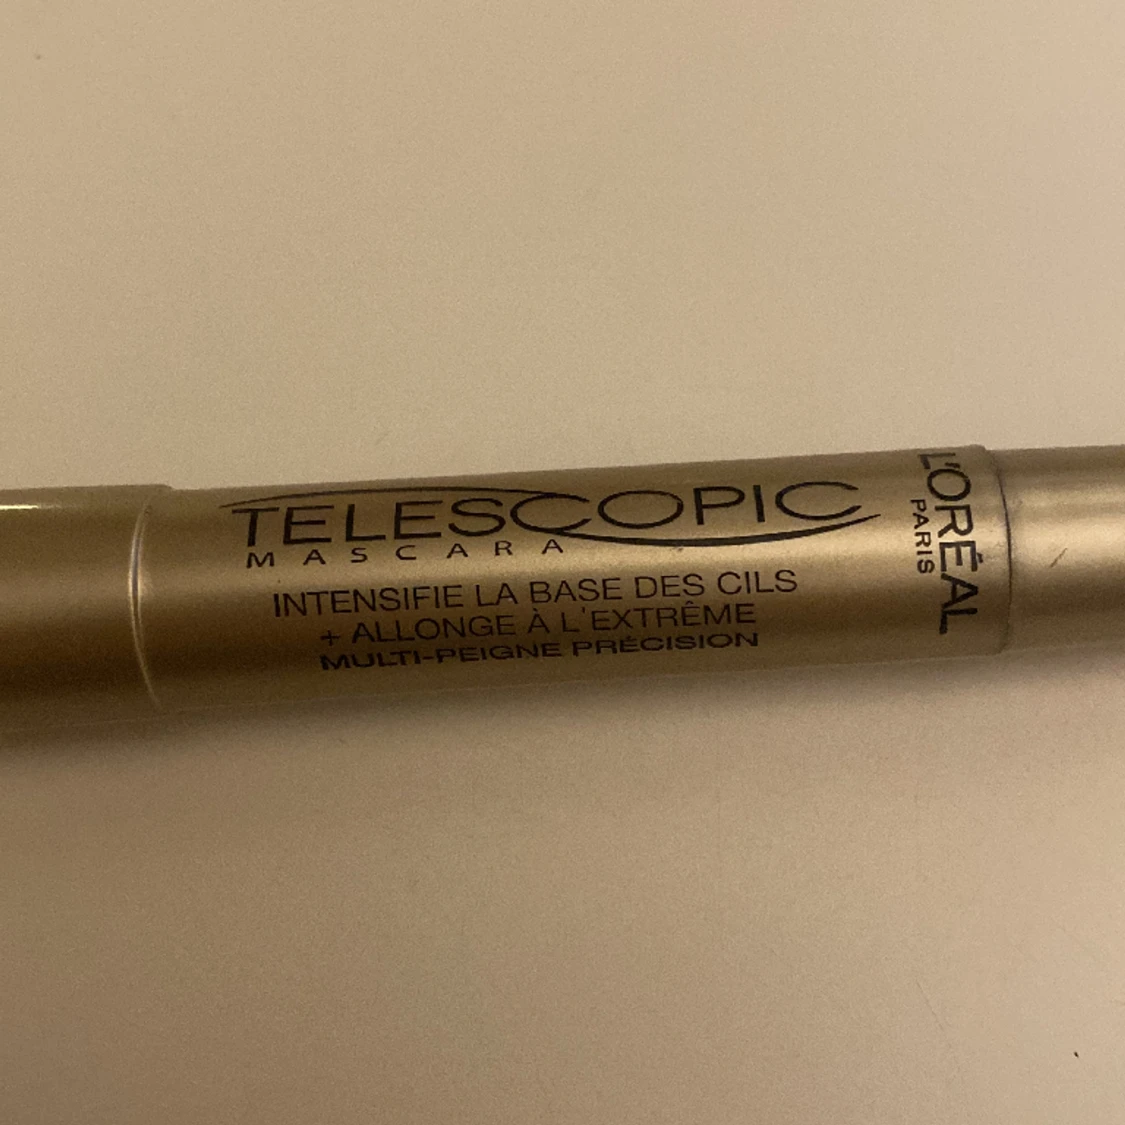 TELESCOPIC
MASCARA
INTENSIFIE LA BASE DES CILS
+ ALLONGE À L'EXTRÊME
MULTI-PEIGNE PRÉCISION
L'ORÉAL
PARIS